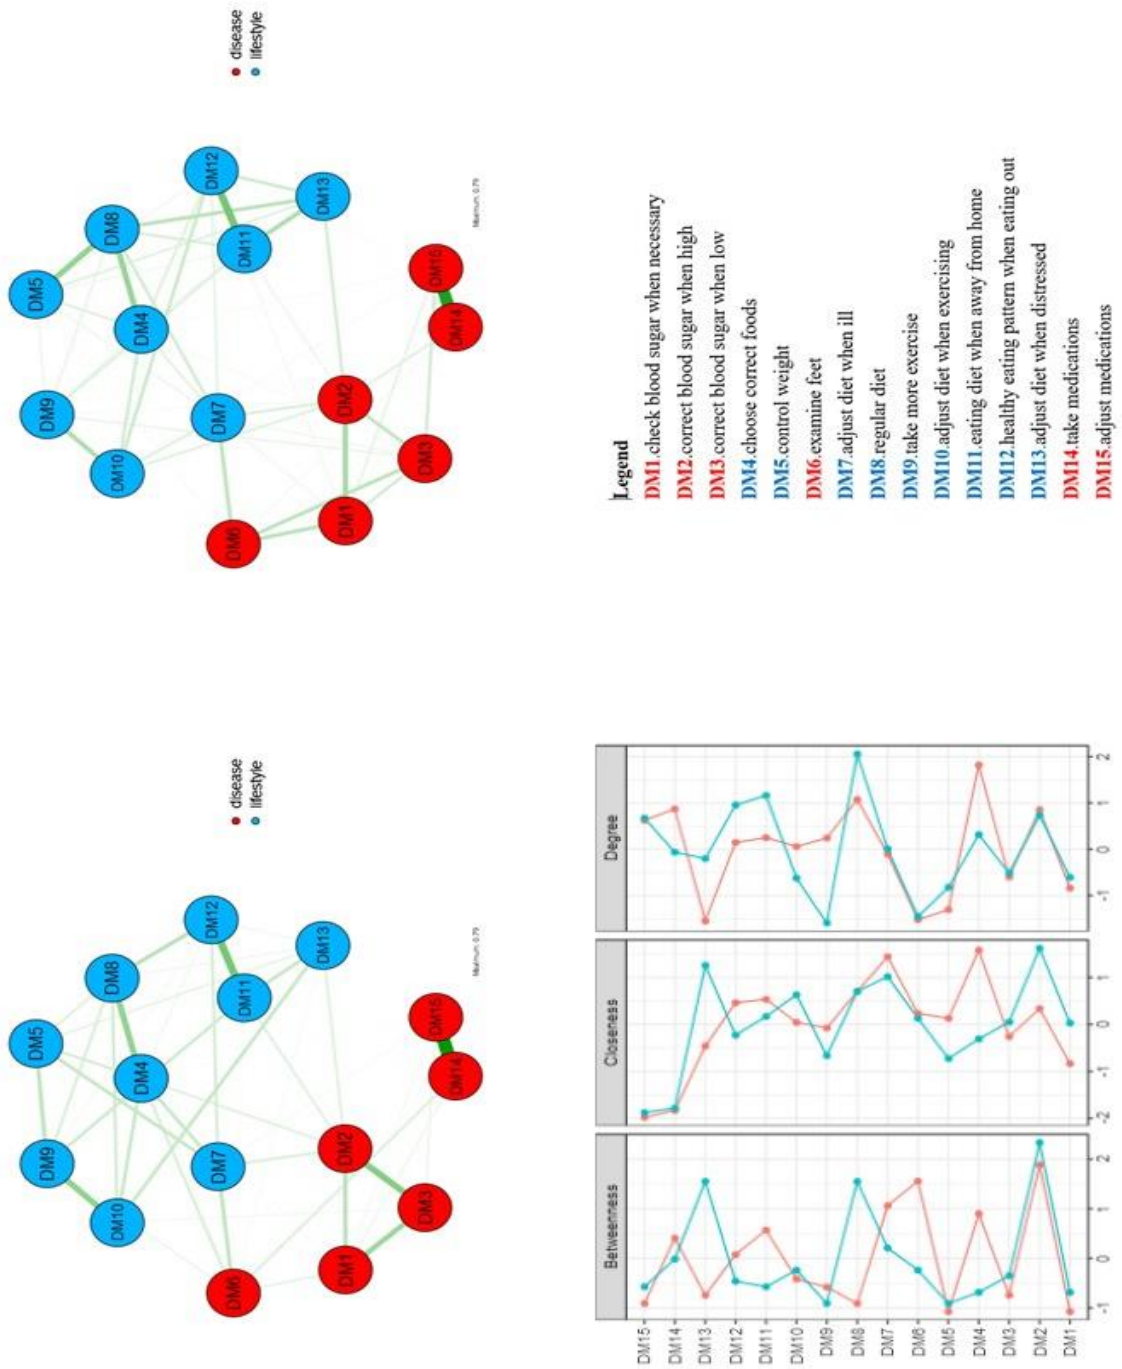 DM5
DM9
DM8
DM10
DM4
DM12
DM7
DM6
DM11
disease
lifestyle
DM13
DM2
DM1
DM3
DM15
DM14
Maximum: 0.79
DM5
DM9
DM8
DM10
DM4
DM12
DM7
DM6
DM11
disease
lifestyle
DM13
DM2
DM1
DM3
DM15
DM14
Maximum: 0.79
Betweenness
Closeness
Degree
DM15
DM14
DM13
DM12
DM11
DM10
DM9
DM8
DM7
DM6
DM5
DM4
DM3
DM2
DM1
-1 0 1 2
-2 -1 0 1
-1 0 1 2
Legend
DM1.check blood sugar when necessary
DM2.correct blood sugar when high
DM3.correct blood sugar when low
DM4.choose correct foods
DM5.control weight
DM6.examine feet
DM7.adjust diet when ill
DM8.regular diet
DM9.take more exercise
DM10.adjust diet when exercising
DM11.eating diet when away from home
DM12.healthy eating pattern when eating out
DM13.adjust diet when distressed
DM14.take medications
DM15.adjust medications